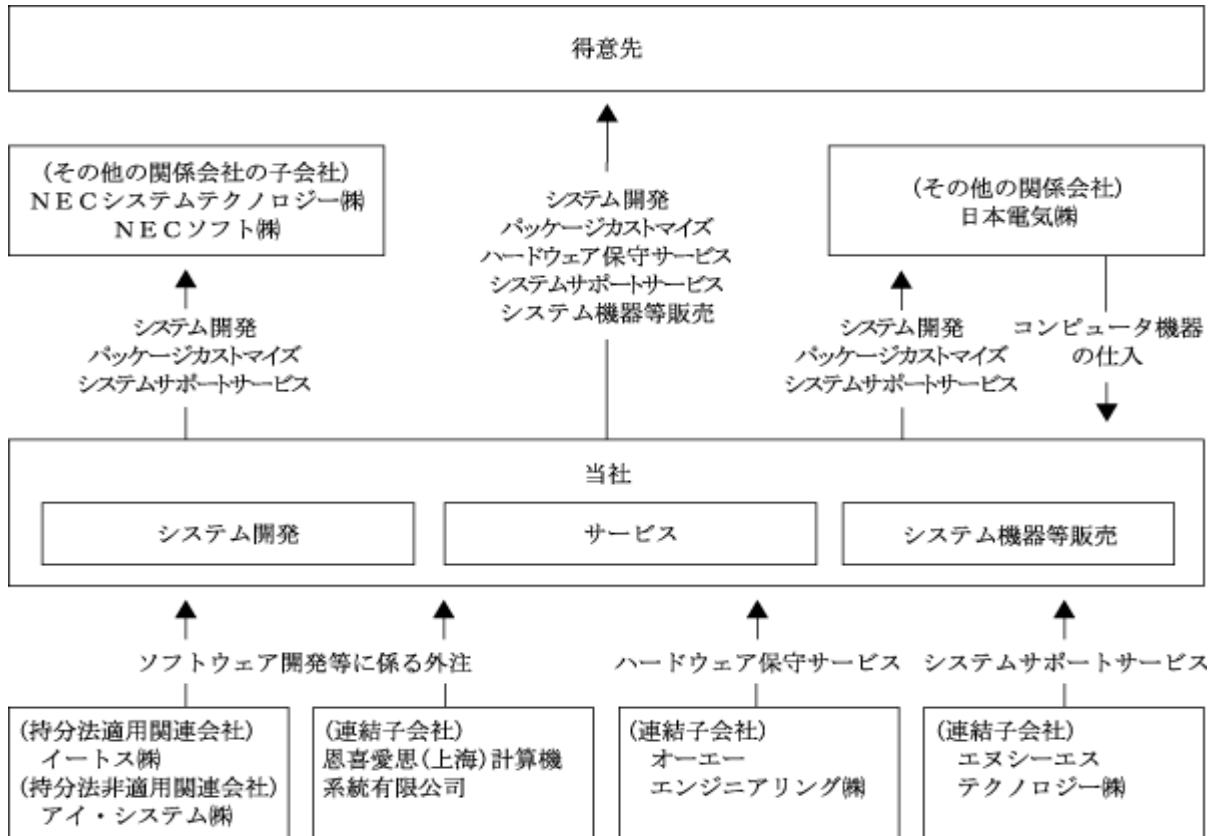 得意先
(その他の関係会社の子会社)
NECシステムテクノロジー㈱
NECソフト㈱
システム開発
パッケージカストマイズ
ハードウェア保守サービス
システムサポートサービス
システム機器等販売
(その他の関係会社)
日本電気㈱
システム開発
パッケージカストマイズ
システムサポートサービス
システム開発
パッケージカストマイズ
システムサポートサービス
コンピュータ機器
の仕入
当社
システム開発
サービス
システム機器等販売
ソフトウェア開発等に係る外注
ハードウェア保守サービス
システムサポートサービス
(持分法適用関連会社)
イートス㈱
(持分法非適用関連会社)
アイ・システム㈱
(連結子会社)
恩喜愛思(上海)計算機
系統有限公司
(連結子会社)
オーエー
エンジニアリング㈱
(連結子会社)
エヌシーエス
テクノロジー㈱